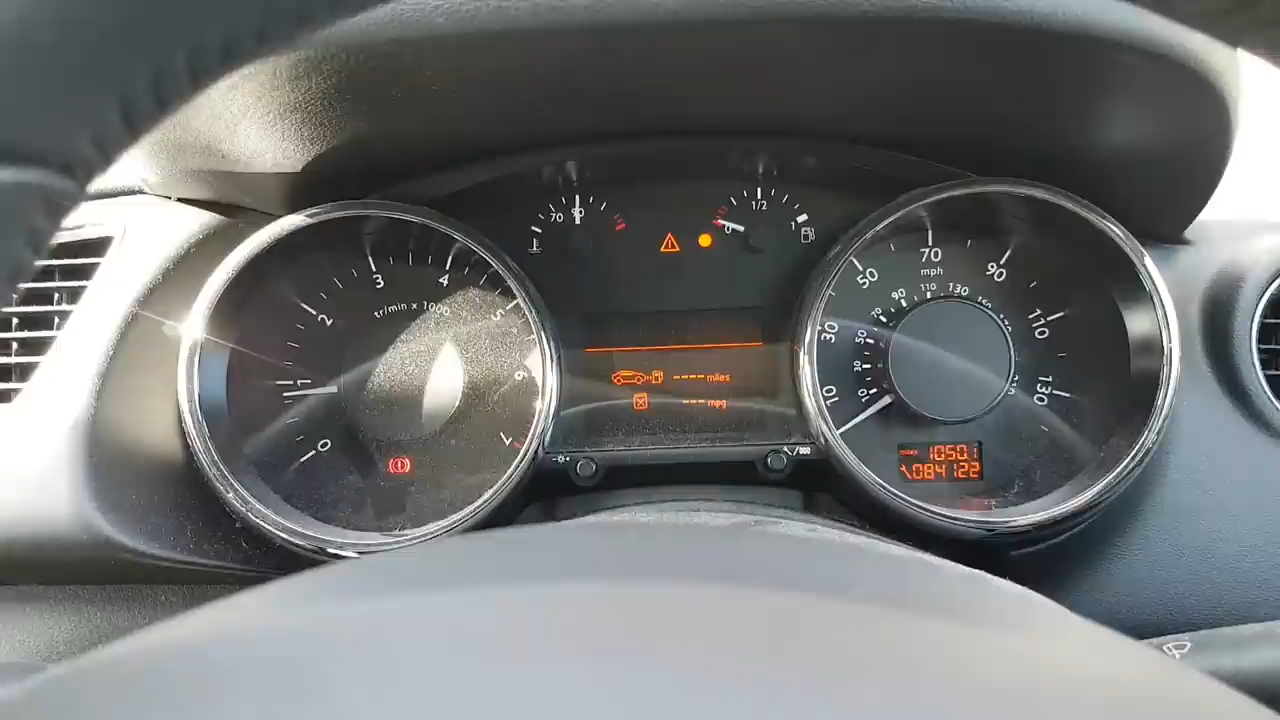 70 90
1/2
0 1
0 1 2 3 4 5 6 7
tr/min x 1000
---- miles
--- mpg
10 30 50 70 90 110 130
mph
10 30 50 70 90 110 130
miles 1050.1
084122
/000